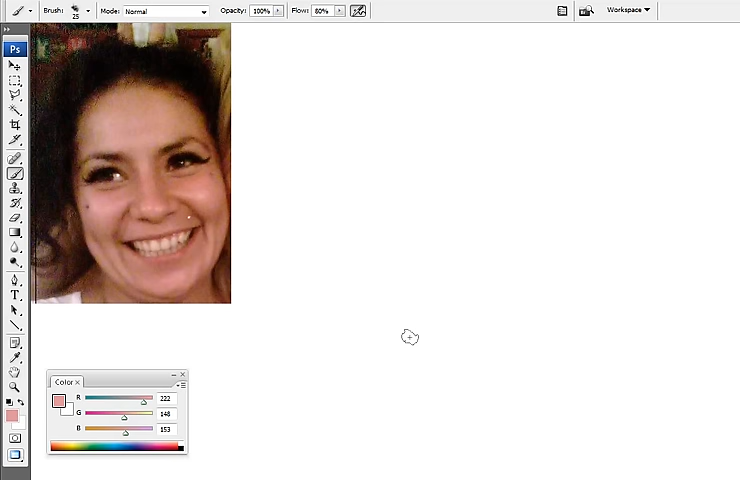 Brush: 25 Mode: Normal Opacity: 100% Flow: 80% Workspace
Ps
T
Color
R 222
G 148
B 153